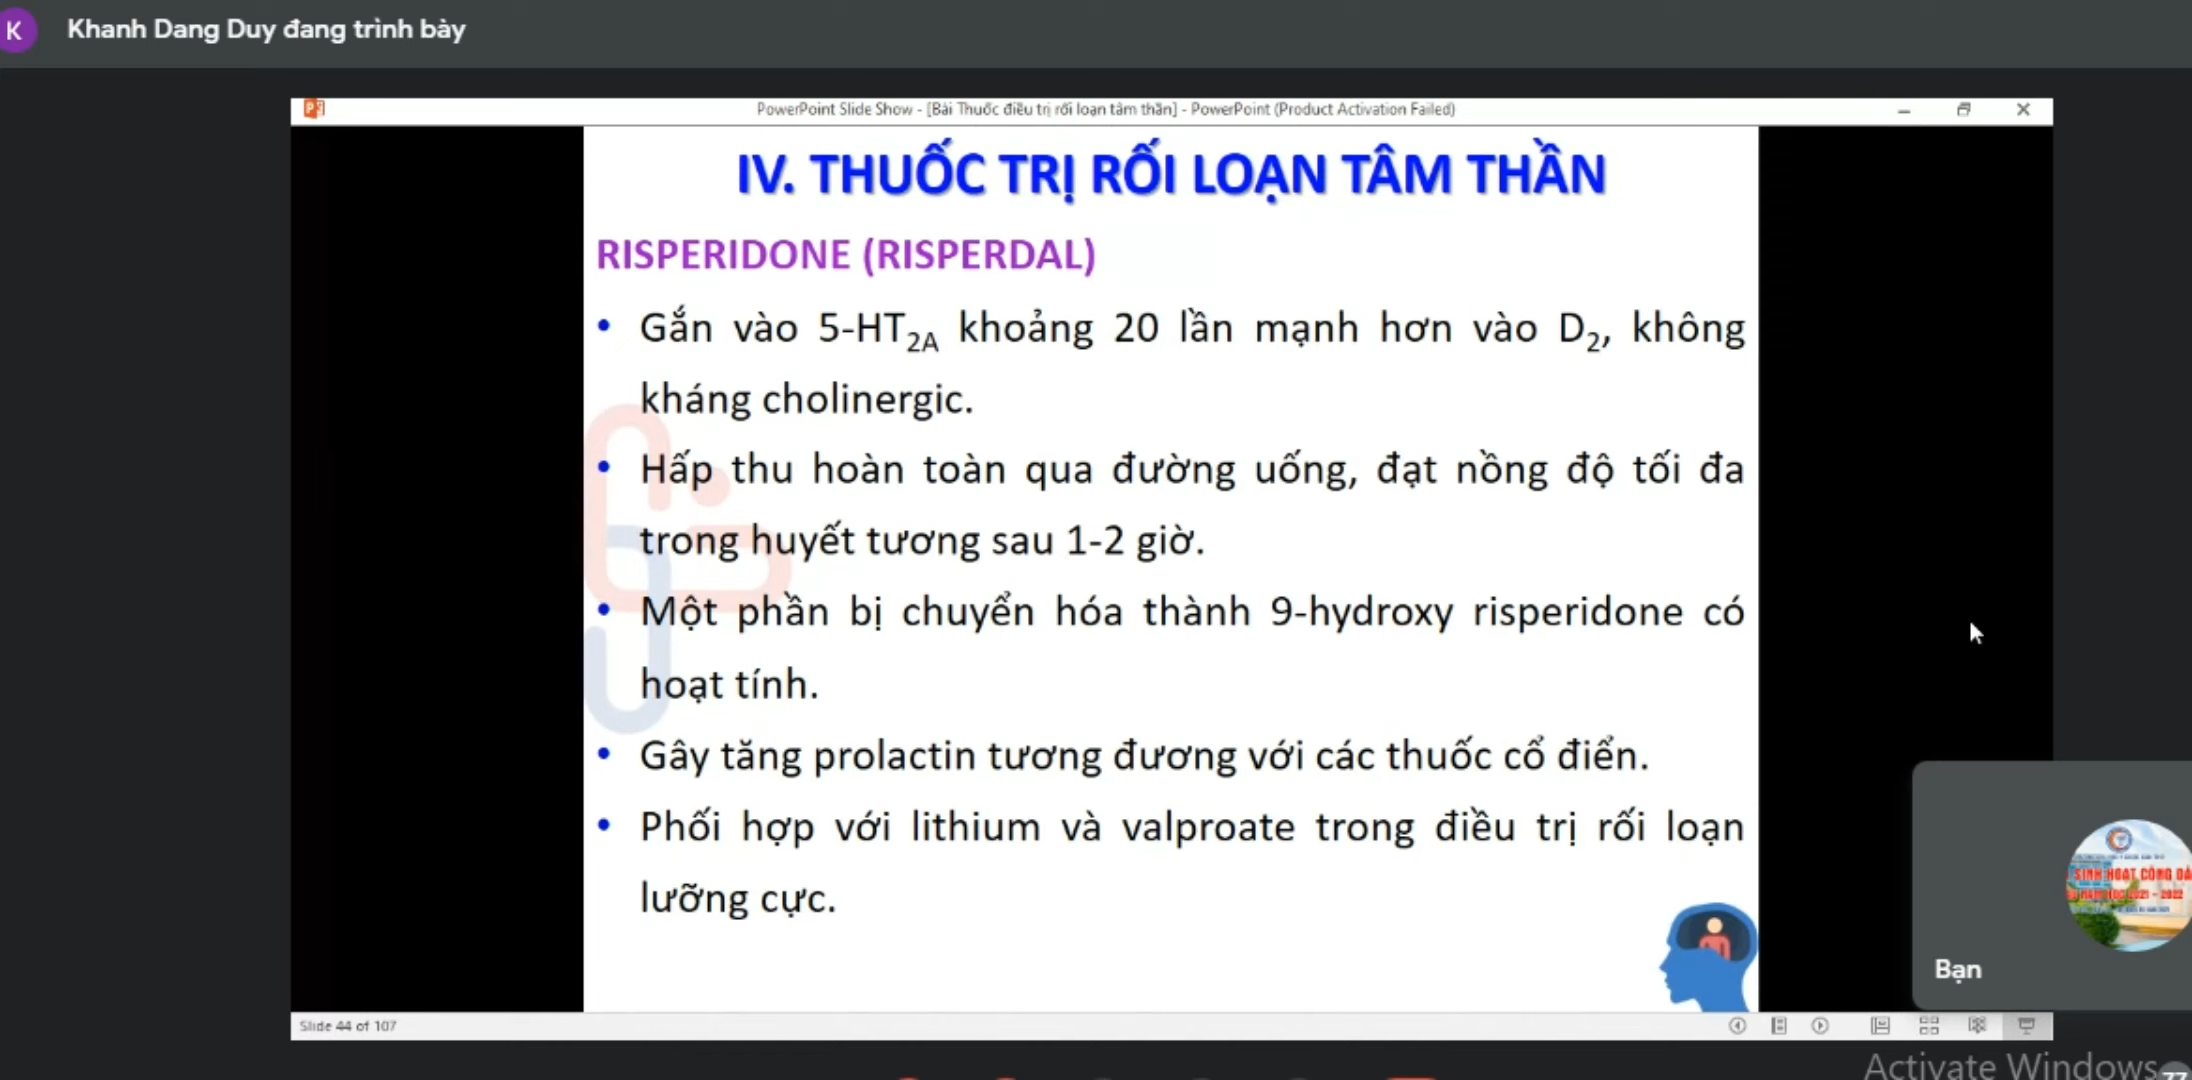 K
Khanh Dang Duy đang trình bày
PowerPoint Slide Show - [Bài Thuốc điều trị rối loạn tâm thần] - PowerPoint (Product Activation Failed)
IV. THUỐC TRỊ RỐI LOẠN TÂM THẦN
RISPERIDONE (RISPERDAL)
• Gắn vào 5-HT2A khoảng 20 lần mạnh hơn vào D2, không
kháng cholinergic.
• Hấp thu hoàn toàn qua đường uống, đạt nồng độ tối đa
trong huyết tương sau 1-2 giờ.
• Một phần bị chuyển hóa thành 9-hydroxy risperidone có
hoạt tính.
• Gây tăng prolactin tương đương với các thuốc cổ điển.
• Phối hợp với lithium và valproate trong điều trị rối loạn
lưỡng cực.
SINH HOẠT CÔNG
2021 - 2022
Bạn
Slide 44 of 107
Activate Windows